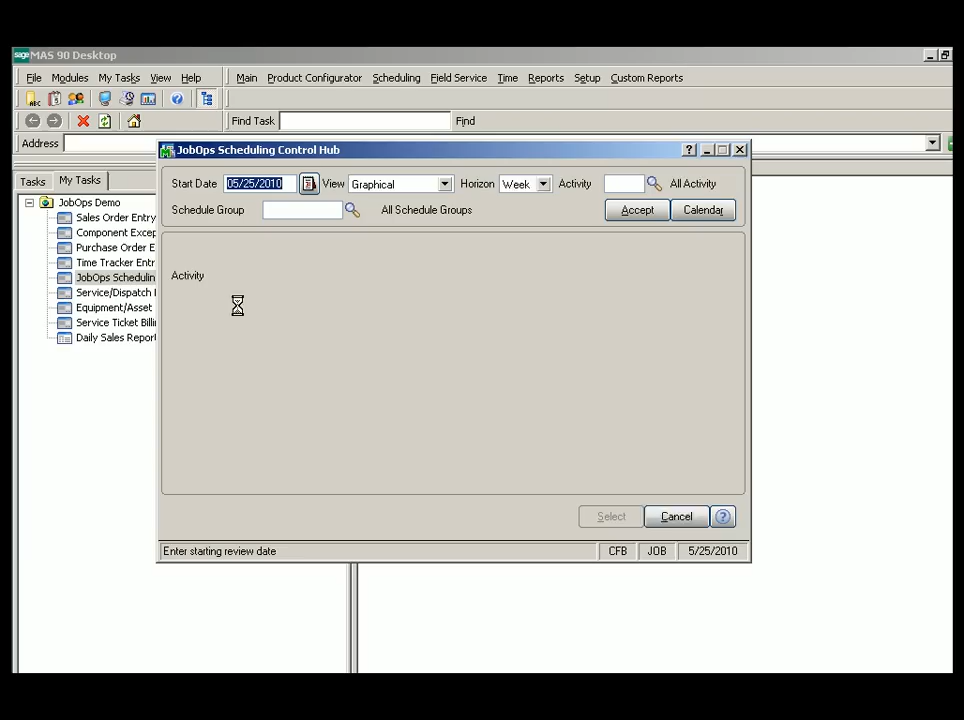 sage MAS 90 Desktop
File Modules My Tasks View Help Main Product Configurator Scheduling Field Service Time Reports Setup Custom Reports
ABC
Find Task Find
Address
JobOps Scheduling Control Hub
Tasks My Tasks
Start Date 05/25/2010 View Graphical Horizon Week Activity All Activity
Schedule Group All Schedule Groups Accept Calendar
JobOps Demo
Sales Order Entry
Component Excep
Purchase Order E
Time Tracker Entr
JobOps Schedulin
Service/Dispatch
Equipment/Asset
Service Ticket Billi
Daily Sales Report
Activity
Select Cancel
Enter starting review date CFB JOB 5/25/2010